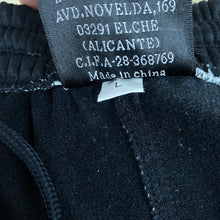 AVD.NOVELDA,169
03291 ELCHE
(ALICANTE)
C.I.F.A-28-368769
Made in china
L